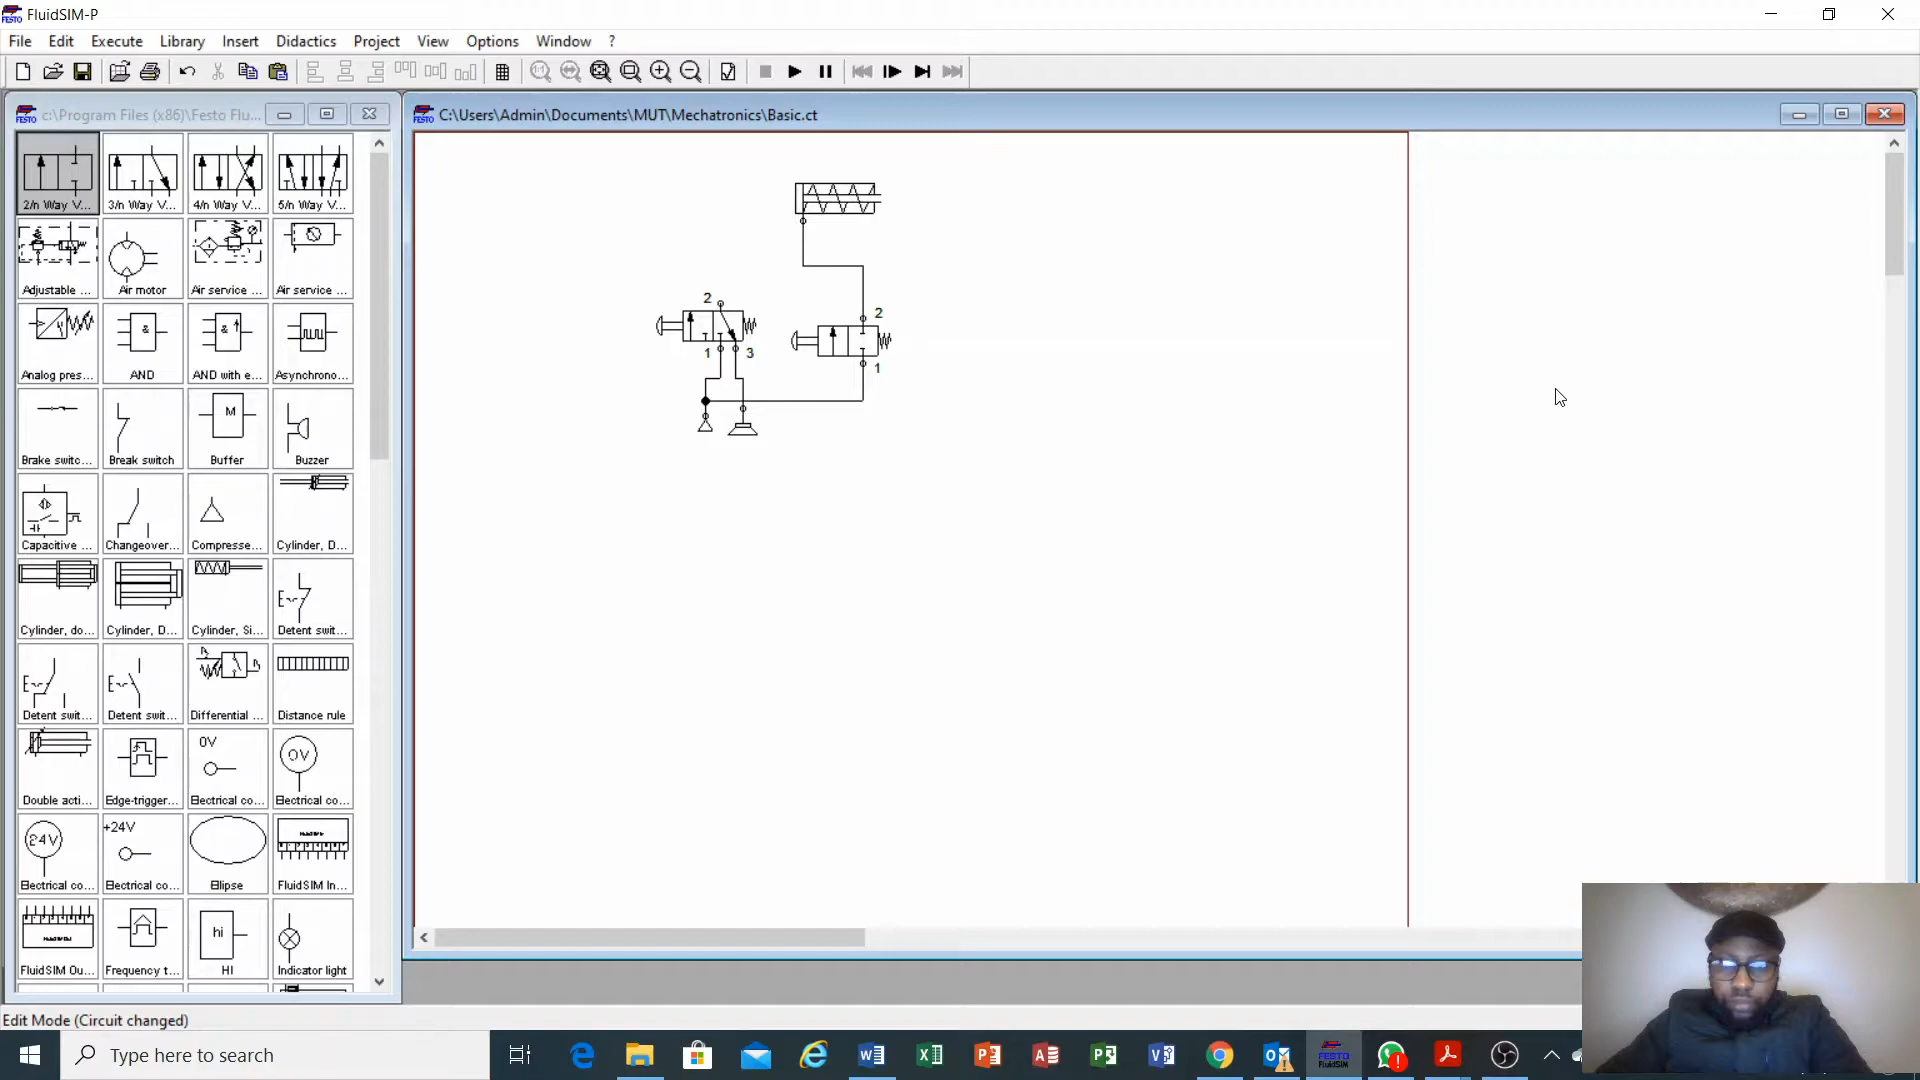 FluidSIM-P
File Edit Execute Library Insert Didactics Project View Options Window ?
c:\Program Files (x86)\Festo Flu...
C:\Users\Admin\Documents\MUT\Mechatronics\Basic.ct
2/n Way V... 3/n Way V... 4/n Way V... 5/n Way V...
Adjustable ... Air motor Air service ... Air service ...
Analog pres... AND AND with e... Asynchrono...
Brake switc... Break switch Buffer Buzzer
Capacitive ... Changeover... Compresse... Cylinder, D...
Cylinder, do... Cylinder, D... Cylinder, Si... Detent swit...
Detent swit... Detent swit... Differential ... Distance rule
Double acti... Edge-trigger... Electrical co... Electrical co...
Electrical co... Electrical co... Ellipse FluidSIM In...
FluidSIM Ou... Frequency t... HI Indicator light
& & M
0V 0V
24V +24V
hi
2
1 3
2
1
Edit Mode (Circuit changed)
Type here to search
FESTO
FluidSIM